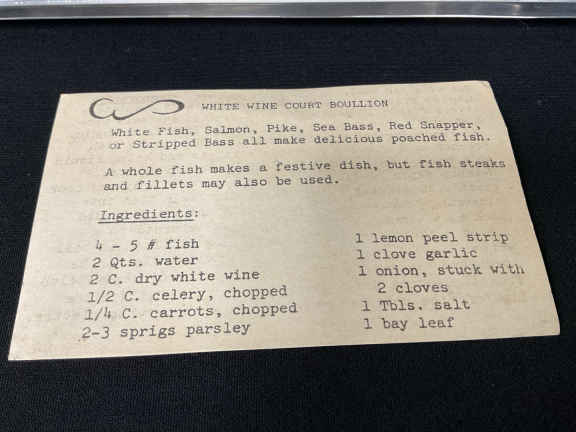 WHITE WINE COURT BOULLION
White Fish, Salmon, Pike, Sea Bass, Red Snapper,
or Stripped Bass all make delicious poached fish.
A whole fish makes a festive dish, but fish steaks
and fillets may also be used.
Ingredients:
4 - 5 # fish
2 Qts. water
2 C. dry white wine
1/2 C. celery, chopped
1/4 C. carrots, chopped
2-3 sprigs parsley
1 lemon peel strip
1 clove garlic
1 onion, stuck with
2 cloves
1 Tbls. salt
1 bay leaf